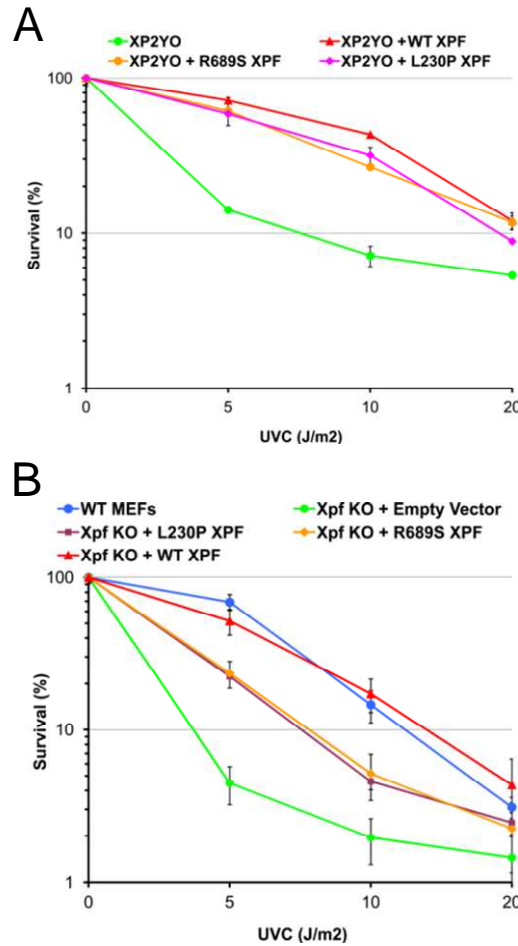 A
XP2YO XP2YO +WT XPF
XP2YO + R689S XPF XP2YO + L230P XPF
100
10
1
Survival (%)
0 5 10 20
UVC (J/m2)
B
WT MEFs Xpf KO + Empty Vector
Xpf KO + L230P XPF Xpf KO + R689S XPF
Xpf KO + WT XPF
100
10
1
Survival (%)
0 5 10 20
UVC (J/m2)